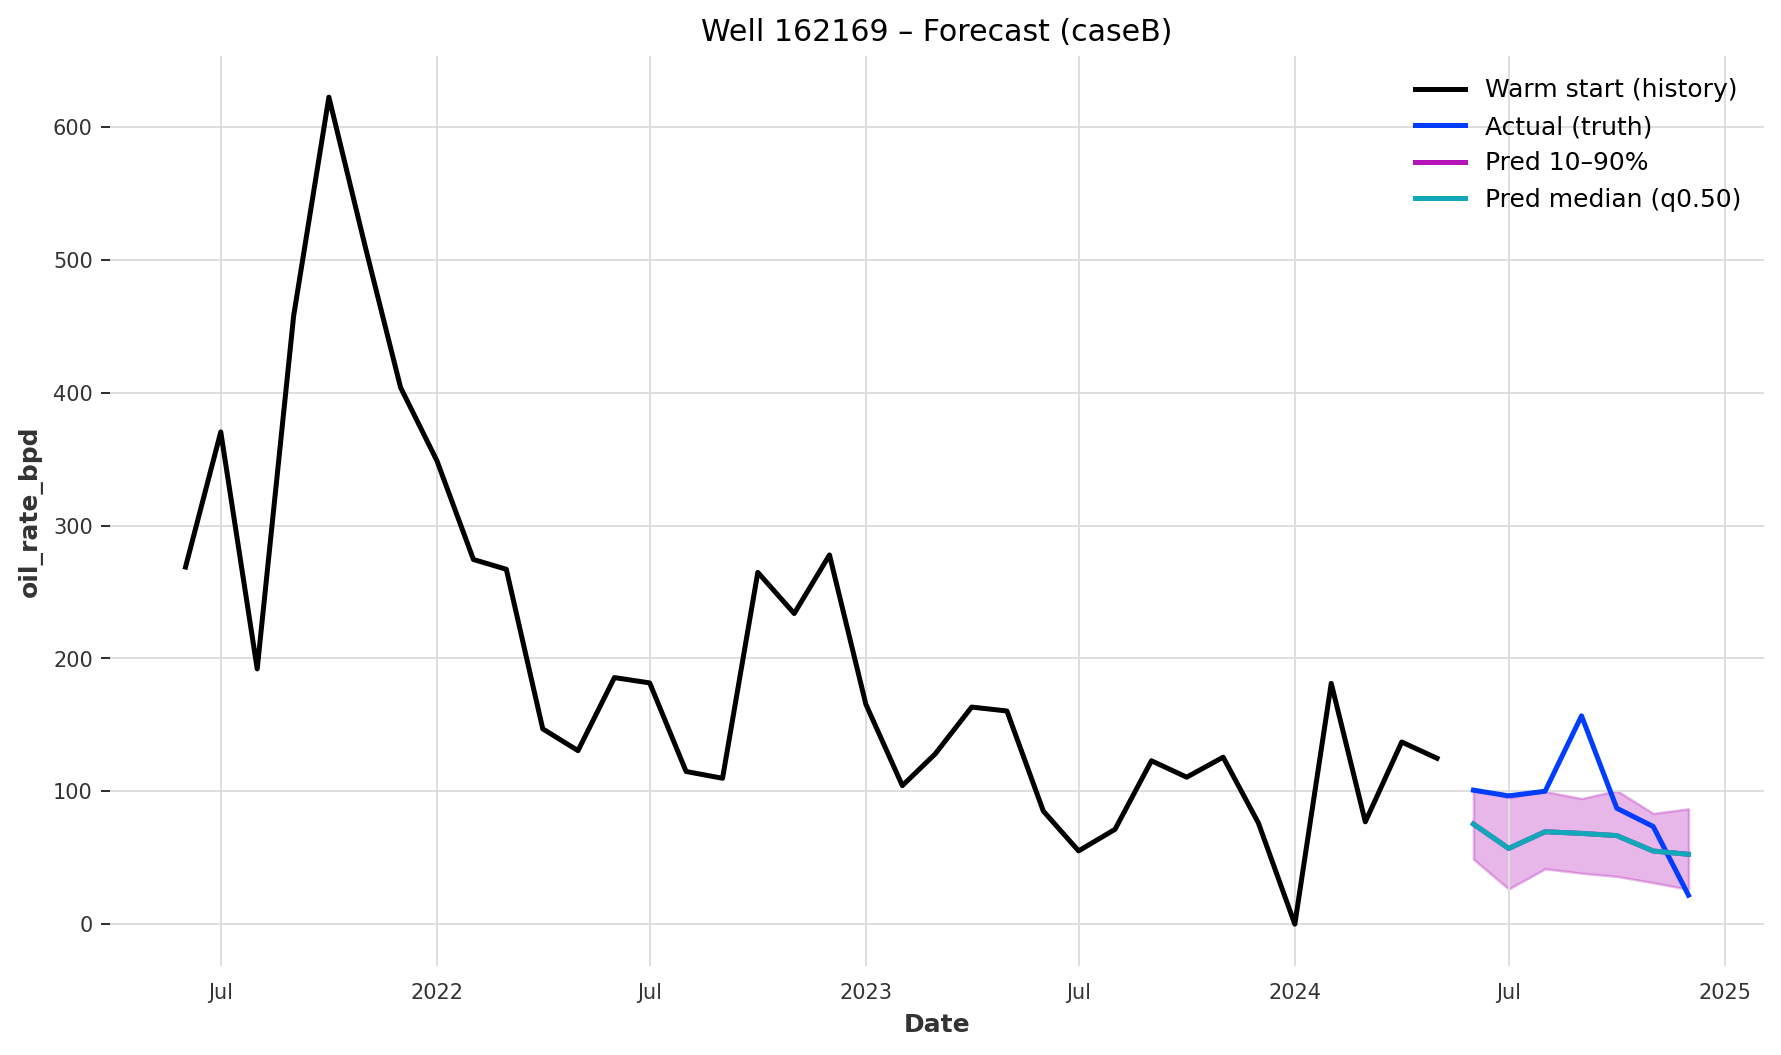 Well 162169 – Forecast (caseB)
Warm start (history)
Actual (truth)
Pred 10–90%
Pred median (q0.50)
oil_rate_bpd
600
500
400
300
200
100
0
Jul 2022 Jul 2023 Jul 2024 Jul 2025
Date